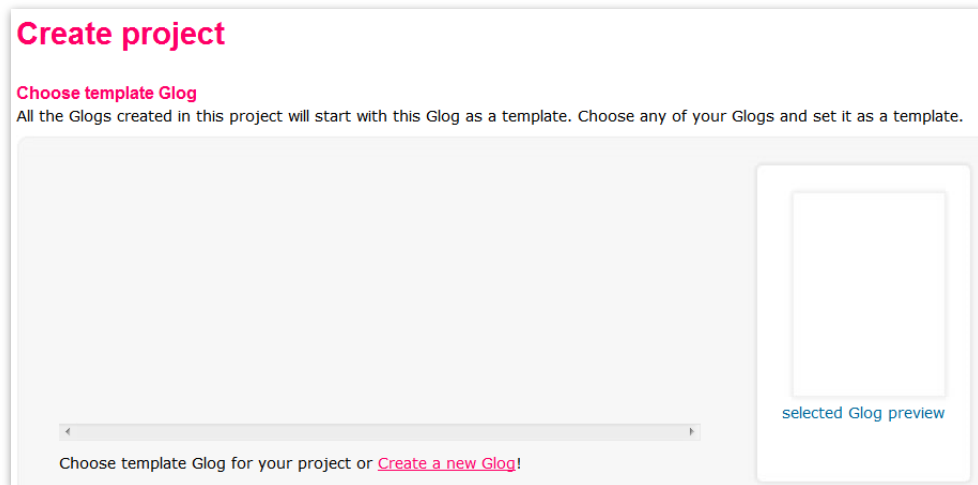 Create project
Choose template Glog
All the Glogs created in this project will start with this Glog as a template. Choose any of your Glogs and set it as a template.
selected Glog preview
Choose template Glog for your project or Create a new Glog!